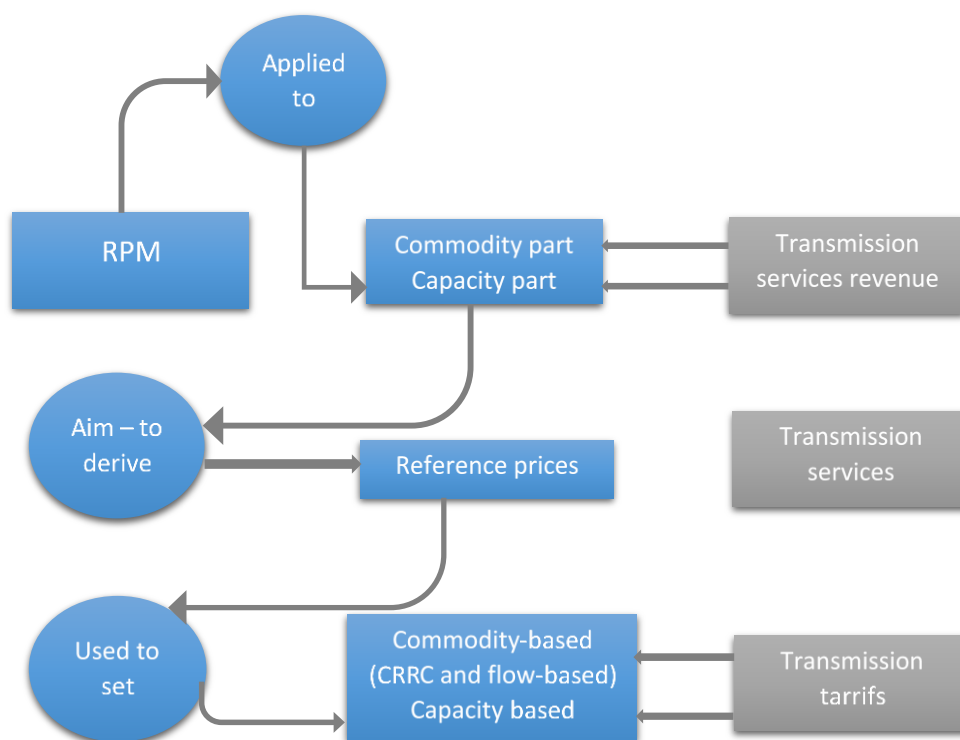 Applied
to
RPM
Commodity part
Capacity part
Transmission
services revenue
Aim – to
derive
Reference prices
Transmission
services
Used to
set
Commodity-based
(CRRC and flow-based)
Capacity based
Transmission
tarrifs